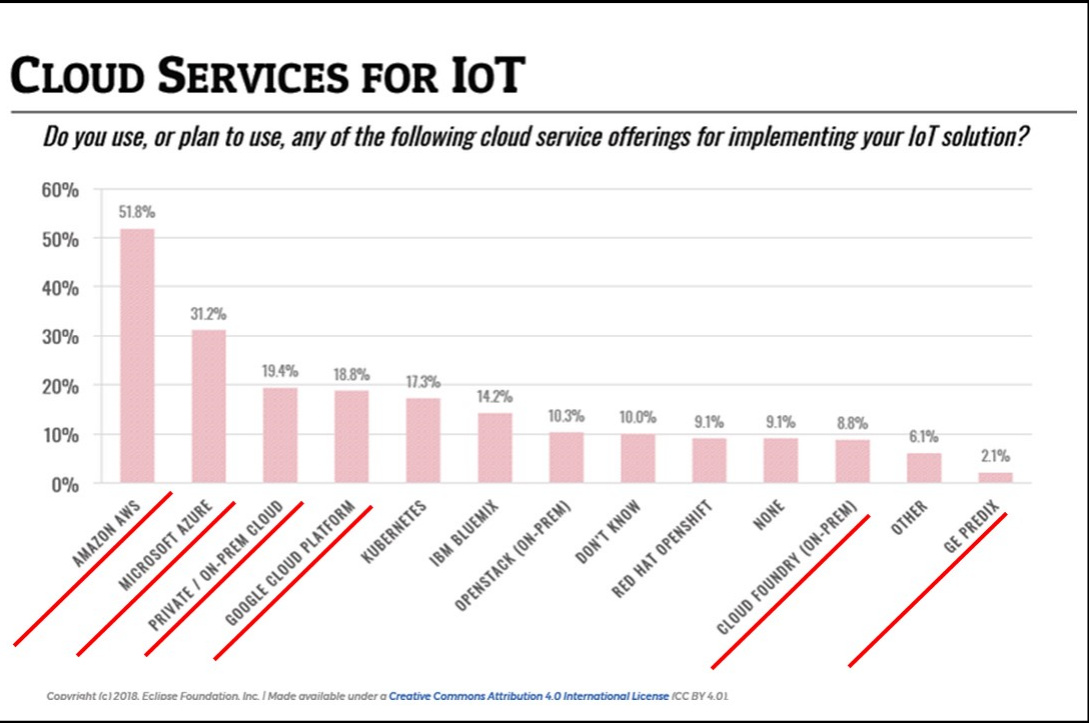 CLOUD SERVICES FOR IOT
Do you use, or plan to use, any of the following cloud service offerings for implementing your IoT solution?
60%
50%
40%
30%
20%
10%
0%
51.8%
31.2%
19.4%
18.8%
17.3%
14.2%
10.3%
10.0%
9.1%
9.1%
8.8%
6.1%
2.1%
AMAZON AWS
MICROSOFT AZURE
PRIVATE / ON-PREM CLOUD
GOOGLE CLOUD PLATFORM
KUBERNETES
IBM BLUEMIX
OPENSTACK (ON-PREM)
DON'T KNOW
RED HAT OPENSHIFT
NONE
CLOUD FOUNDRY (ON-PREM)
OTHER
GE PREDIX
Copyright (c) 2018, Eclipse Foundation, Inc. | Made available under a Creative Commons Attribution 4.0 International License (CC BY 4.0).